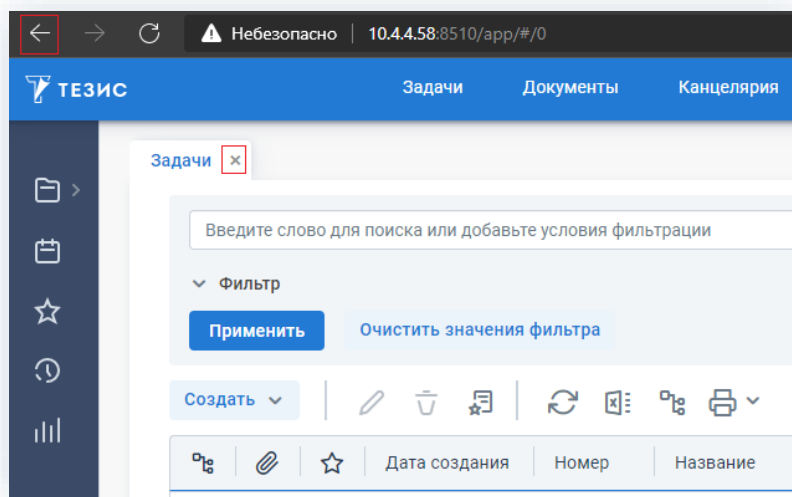 Небезопасно | 10.4.4.58:8510/app/#/0
ТЕЗИС Задачи Документы Канцелярия
Задачи ×
Введите слово для поиска или добавьте условия фильтрации
Фильтр
Применить Очистить значения фильтра
Создать
Дата создания Номер Название